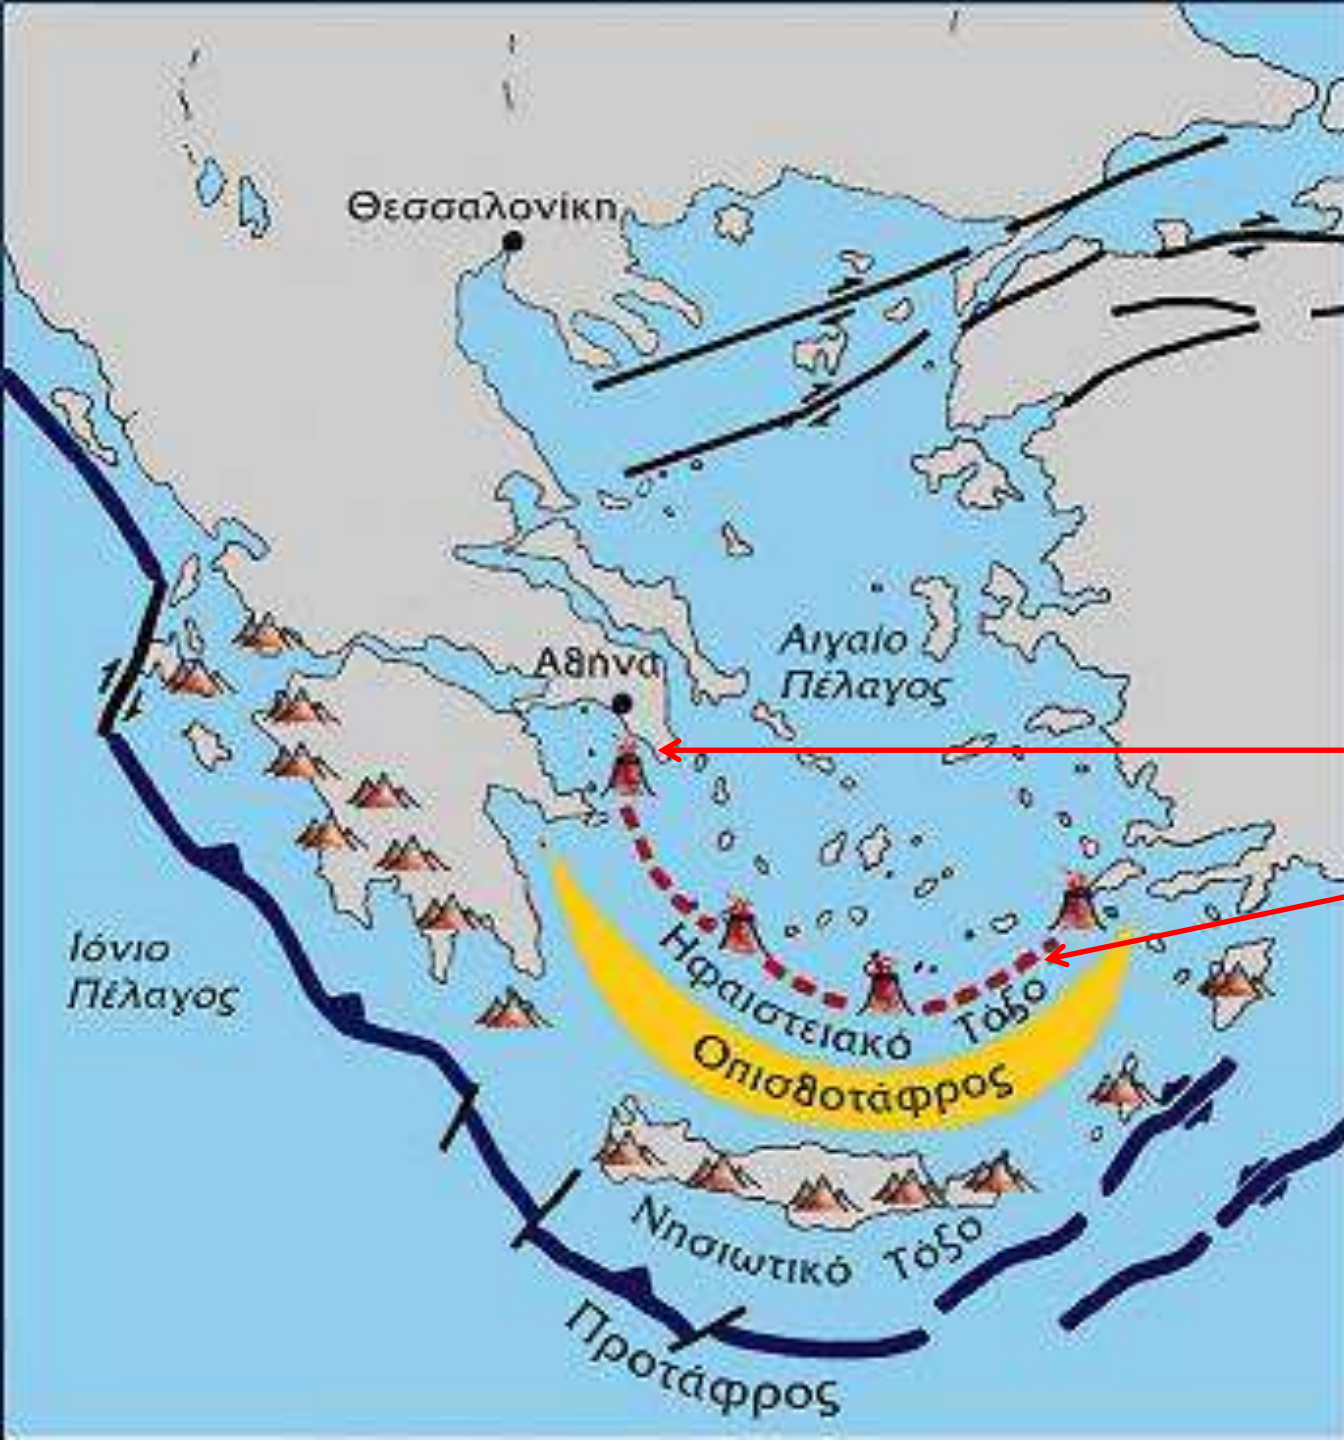 Θεσσαλονίκη
Αθήνα
Αιγαίο
Πέλαγος
Ιόνιο
Πέλαγος
Ηφαιστειακό Τόξο
Οπισθοτάφρος
Νησιωτικό Τόξο
Προτάφρος